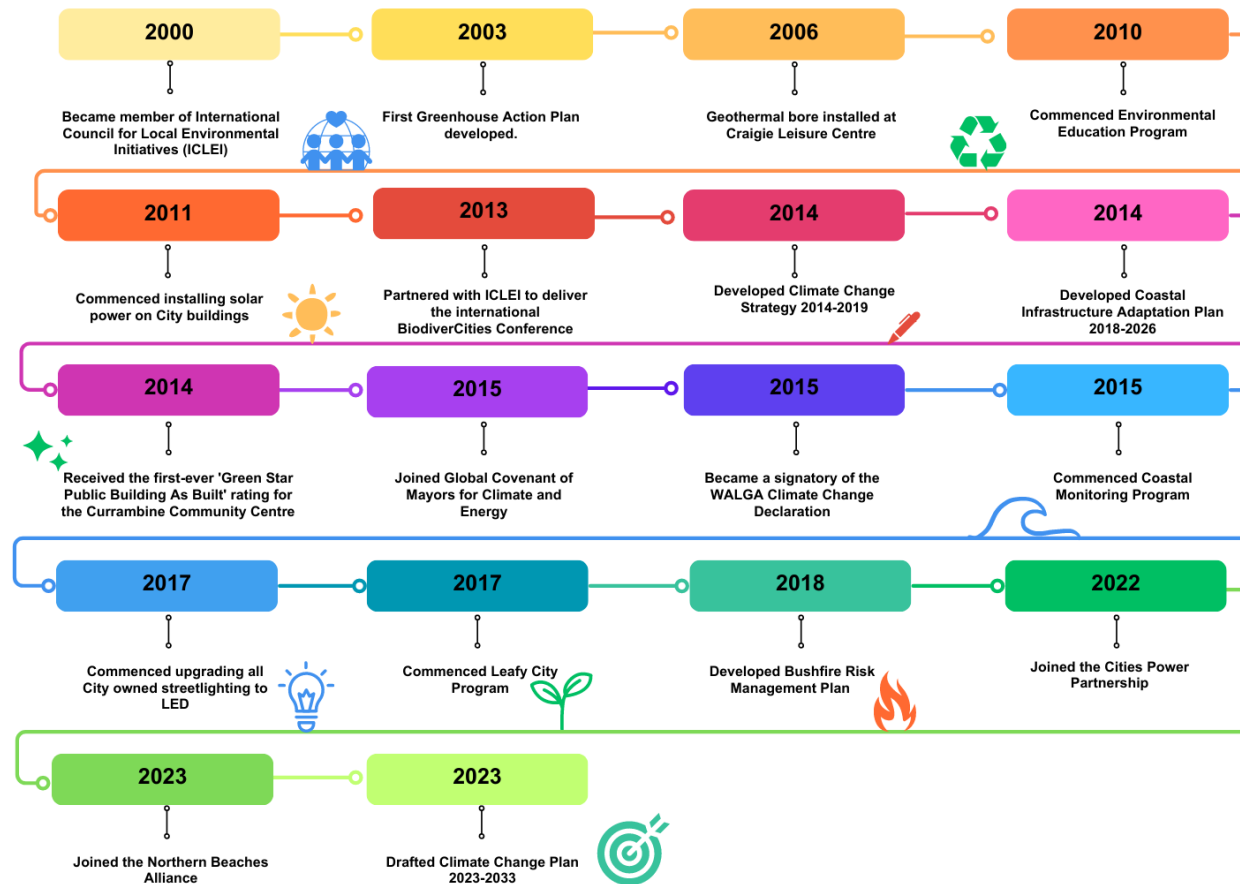 2000
Became member of International
Council for Local Environmental
Initiatives (ICLEI)
2003
First Greenhouse Action Plan
developed.
2006
Geothermal bore installed at
Craigie Leisure Centre
2010
Commenced Environmental
Education Program
2011
Commenced installing solar
power on City buildings
2013
Partnered with ICLEI to deliver
the international
BiodiverCities Conference
2014
Developed Climate Change
Strategy 2014-2019
2014
Developed Coastal
Infrastructure Adaptation Plan
2018-2026
2014
Received the first-ever 'Green Star
Public Building As Built' rating for
the Currambine Community Centre
2015
Joined Global Covenant of
Mayors for Climate and
Energy
2015
Became a signatory of the
WALGA Climate Change
Declaration
2015
Commenced Coastal
Monitoring Program
2017
Commenced upgrading all
City owned streetlighting to
LED
2017
Commenced Leafy City
Program
2018
Developed Bushfire Risk
Management Plan
2022
Joined the Cities Power
Partnership
2023
Joined the Northern Beaches
Alliance
2023
Drafted Climate Change Plan
2023-2033